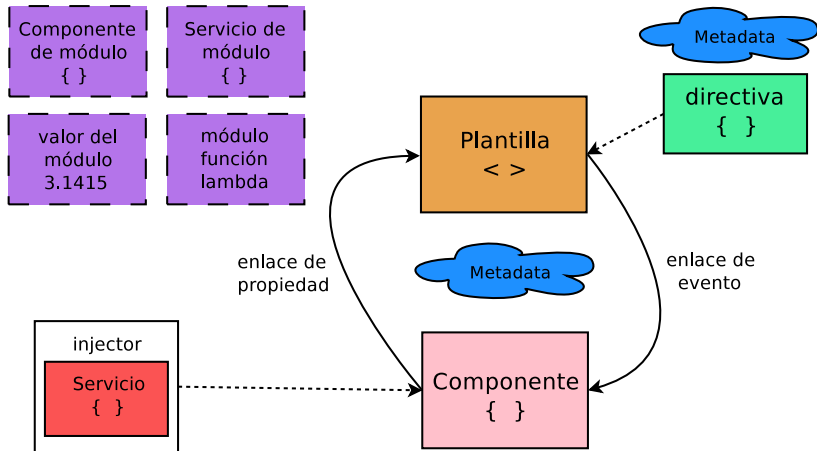 Componente
de módulo
{ }
Servicio de
módulo
{ }
valor del
módulo
3.1415
módulo
función
lambda
Metadata
directiva
{ }
Plantilla
< >
enlace de
propiedad
Metadata
enlace de
evento
injector
Servicio
{ }
Componente
{ }